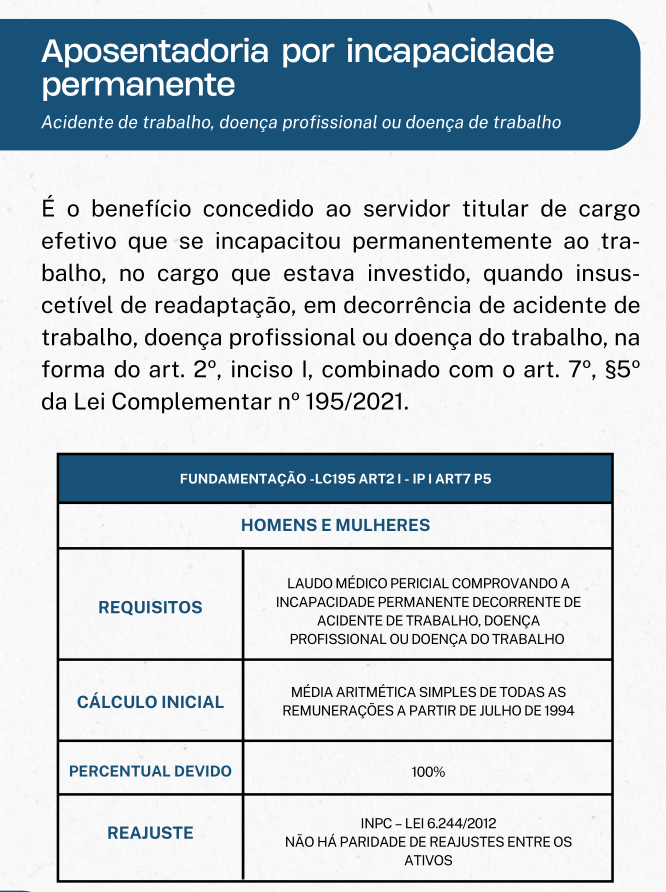 Aposentadoria por incapacidade
permanente
Acidente de trabalho, doença profissional ou doença de trabalho
É o benefício concedido ao servidor titular de cargo
efetivo que se incapacitou permanentemente ao tra-
balho, no cargo que estava investido, quando insus-
cetível de readaptação, em decorrência de acidente de
trabalho, doença profissional ou doença do trabalho, na
forma do art. 2º, inciso I, combinado com o art. 7º, §5º
da Lei Complementar nº 195/2021.
FUNDAMENTAÇÃO -LC195 ART2 I - IP I ART7 P5
HOMENS E MULHERES
REQUISITOS
LAUDO MÉDICO PERICIAL COMPROVANDO A
INCAPACIDADE PERMANENTE DECORRENTE DE
ACIDENTE DE TRABALHO, DOENÇA
PROFISSIONAL OU DOENÇA DO TRABALHO
CÁLCULO INICIAL
MÉDIA ARITMÉTICA SIMPLES DE TODAS AS
REMUNERAÇÕES A PARTIR DE JULHO DE 1994
PERCENTUAL DEVIDO
100%
REAJUSTE
INPC – LEI 6.244/2012
NÃO HÁ PARIDADE DE REAJUSTES ENTRE OS
ATIVOS